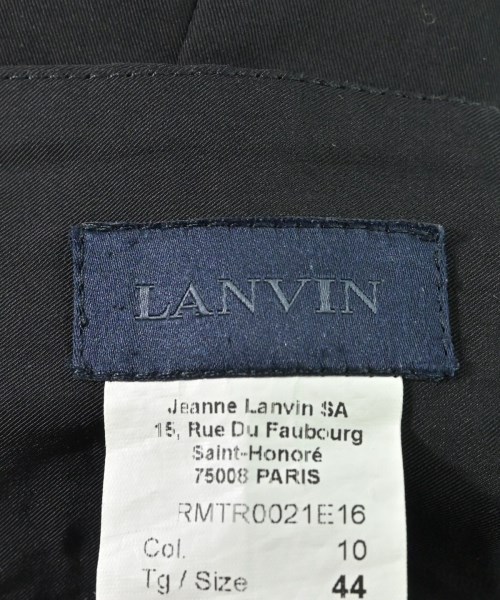 LANVIN
Jeanne Lanvin SA
15, Rue Du Faubourg
Saint-Honoré
75008 PARIS
RMTR0021E16
Col. 10
Tg / Size 44